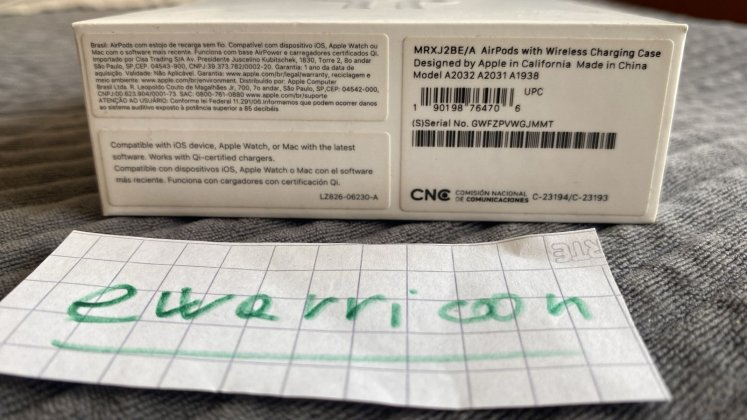 Brasil: AirPods com estojo de recarga sem fio. Compatível com dispositivo iOS, Apple Watch ou
Mac com o software mais recente. Funciona com base AirPower e carregadores certificados Qi.
Importado por Cisa Trading S/A Av. Presidente Juscelino Kubitschek, 1830, Torre 2, 8o andar
São Paulo, SP, CEP: 04543-900, CNPJ:39.373.782/0002-20. Garantia: 1 ano da data de
aquisição. Validade: Não Aplicável. Garantia: www.apple.com/br/legal/warranty, reciclagem e
meio ambiente: www.apple.com/br/environment. Distribuído por: Apple Computer
Brasil Ltda. R. Leopoldo Couto de Magalhães Jr, 700, 7o andar, São Paulo, SP,CEP: 04542-000,
CNPJ:00.623.904/0001-73. SAC: 0800-761-0880 www.apple.com/br/suporte
ATENÇÃO AO USUÁRIO: Conforme lei Federal 11.291/06,informamos que podem ocorrer danos
ao sistema auditivo exposto à potência superior a 85 decibéis
Compatible with iOS device, Apple Watch, or Mac with the latest
software. Works with Qi-certified chargers.
Compatible con dispositivos iOS, Apple Watch o Mac con el software
más reciente. Funciona con cargadores con certificación Qi.
LZ826-06230-A
MRXJ2BE/A AirPods with Wireless Charging Case
Designed by Apple in California Made in China
Model A2032 A2031 A1938
UPC
1 90198 76470 6
(S)Serial No. GWFZPVWGJMMT
CNC COMISIÓN NACIONAL DE COMUNICACIONES C-23194/C-23193
ewarricoon